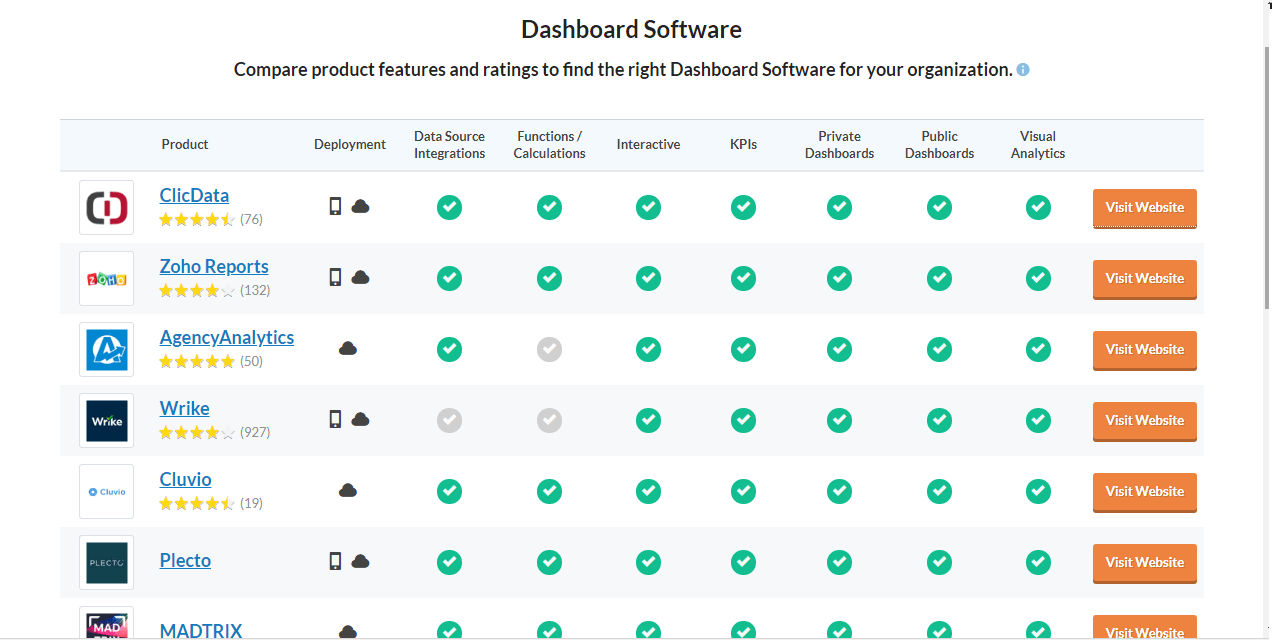 Dashboard Software
Compare product features and ratings to find the right Dashboard Software for your organization.
Product Deployment Data Source Integrations Functions / Calculations Interactive KPIs Private Dashboards Public Dashboards Visual Analytics
ClicData
(76)
Visit Website
ZOHO
Zoho Reports
(132)
Visit Website
AgencyAnalytics
(50)
Visit Website
Wrike
Wrike
(927)
Visit Website
Cluvio
Cluvio
(19)
Visit Website
PLECTO
Plecto
Visit Website
MAD
MADTRIX
Visit Website